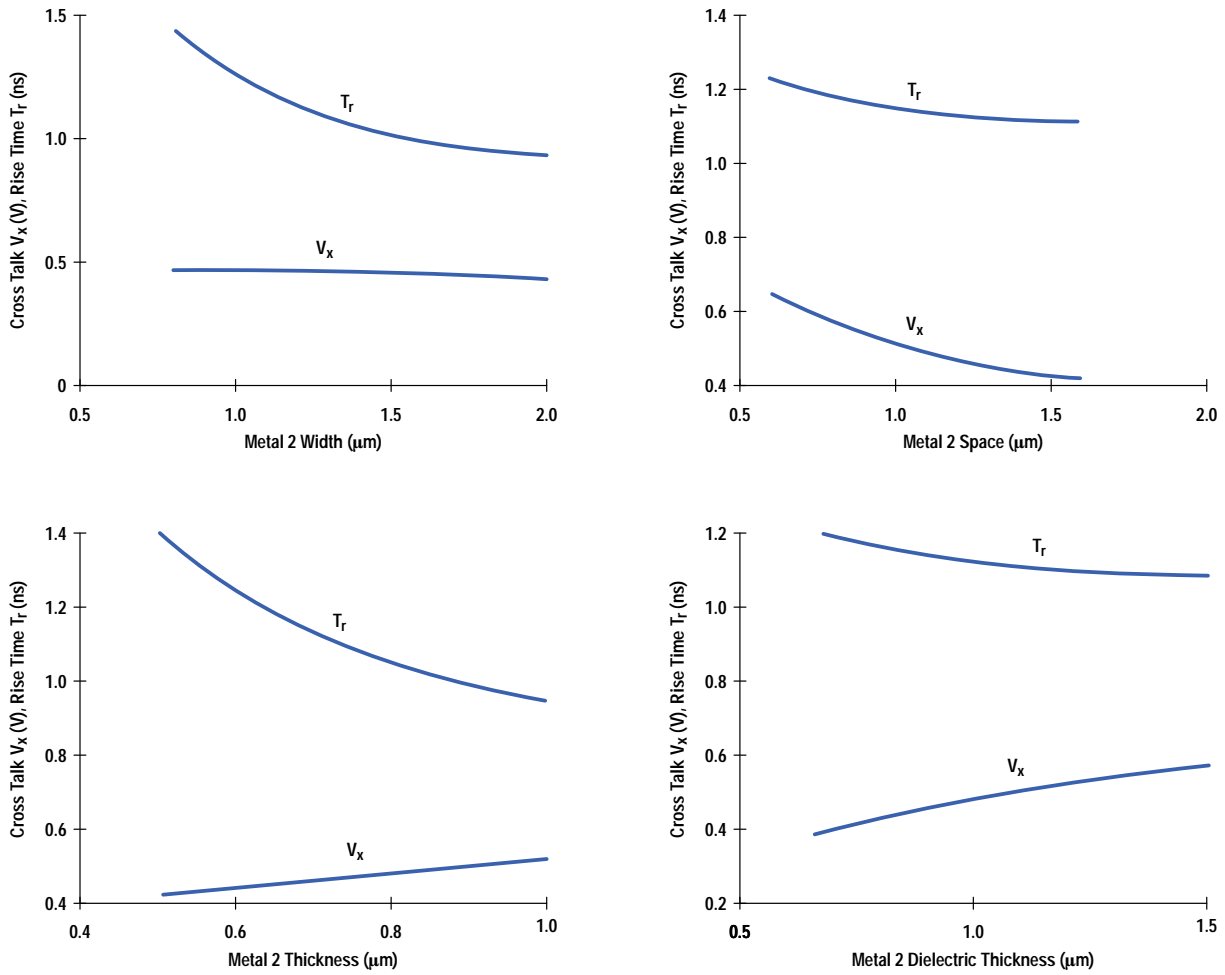 1.5
1.0
0.5
0
Cross Talk Vx (V), Rise Time Tr (ns)
Tr
Vx
0.5 1.0 1.5 2.0
Metal 2 Width (μm)
1.4
1.2
1.0
0.8
0.6
0.4
Cross Talk Vx (V), Rise Time Tr (ns)
Tr
Vx
0.5 1.0 1.5 2.0
Metal 2 Space (μm)
1.4
1.2
1.0
0.8
0.6
0.4
Cross Talk Vx (V), Rise Time Tr (ns)
Tr
Vx
0.4 0.6 0.8 1.0
Metal 2 Thickness (μm)
1.2
1.0
0.8
0.6
0.4
0.2
Cross Talk Vx (V), Rise Time Tr (ns)
Tr
Vx
0.5 1.0 1.5
Metal 2 Dielectric Thickness (μm)